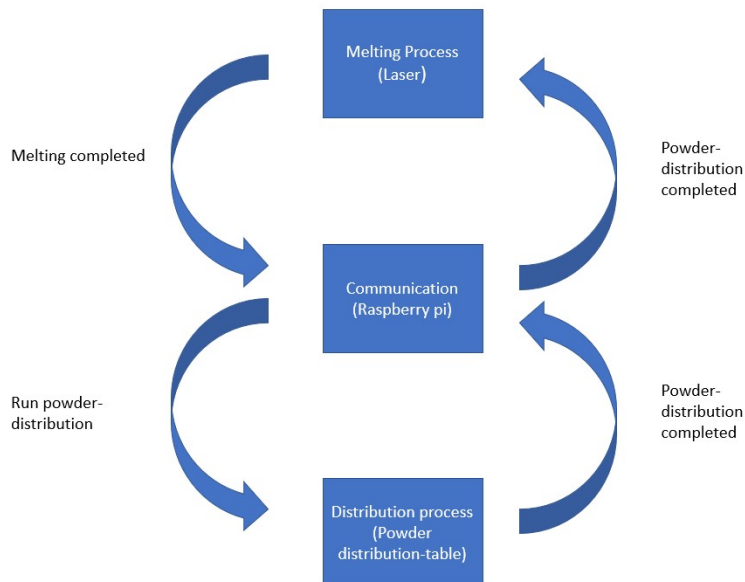 Melting Process
(Laser)
Melting completed
Powder-
distribution
completed
Communication
(Raspberry pi)
Run powder-
distribution
Powder-
distribution
completed
Distribution process
(Powder
distribution-table)